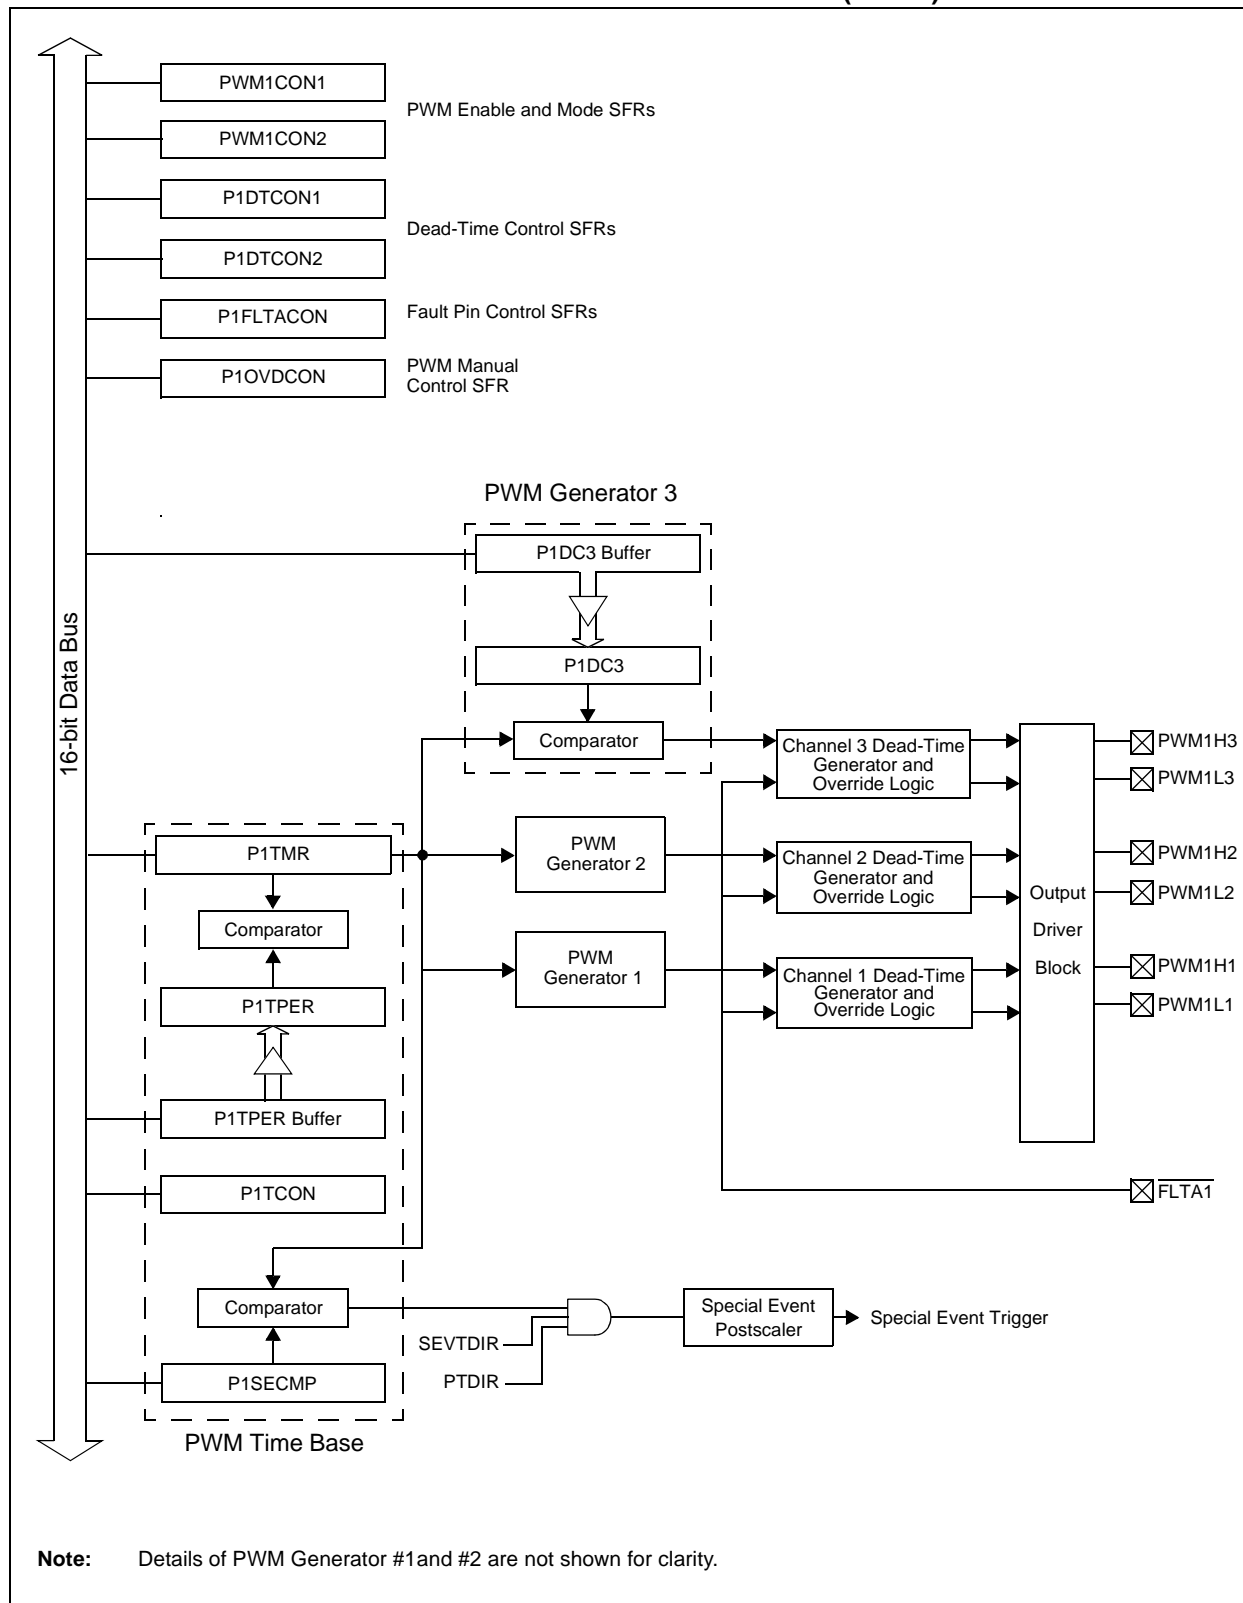 PWM1CON1
PWM Enable and Mode SFRs
PWM1CON2
P1DTCON1
Dead-Time Control SFRs
P1DTCON2
P1FLTACON
Fault Pin Control SFRs
P1OVDCON
PWM Manual
Control SFR
16-bit Data Bus
PWM Generator 3
P1DC3 Buffer
P1DC3
Comparator
Channel 3 Dead-Time
Generator and
Override Logic
PWM1H3
PWM1L3
P1TMR
Comparator
P1TPER
P1TPER Buffer
P1TCON
Comparator
P1SECMP
PWM Time Base
PWM
Generator 2
Channel 2 Dead-Time
Generator and
Override Logic
PWM1H2
PWM1L2
PWM
Generator 1
Channel 1 Dead-Time
Generator and
Override Logic
Output
Driver
Block
PWM1H1
PWM1L1
FLTA1
SEVTDIR
PTDIR
Special Event
Postscaler
Special Event Trigger
Note: Details of PWM Generator #1and #2 are not shown for clarity.